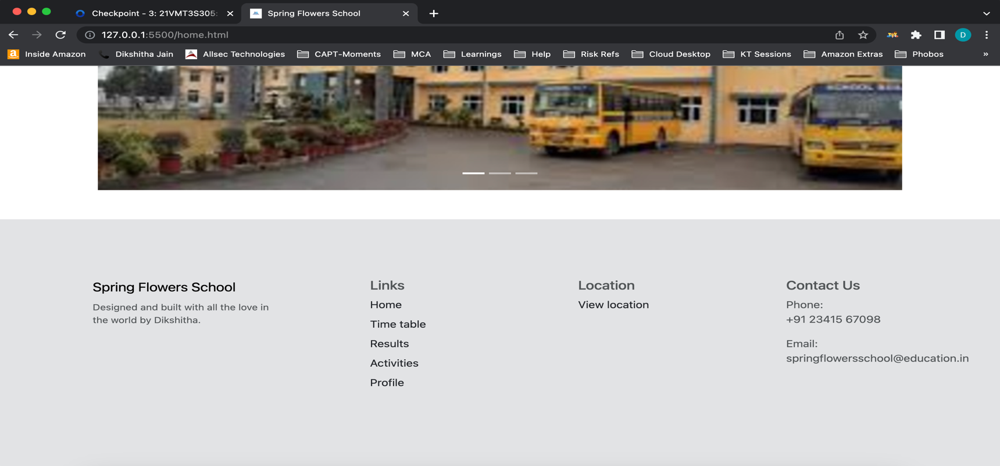 Checkpoint - 3: 21VMT3S305:
Spring Flowers School
127.0.0.1:5500/home.html
D
Inside Amazon
Dikshitha Jain
Allsec Technologies
CAPT-Moments
MCA
Learnings
Help
Risk Refs
Cloud Desktop
KT Sessions
Amazon Extras
Phobos
»
SCHOOL BUS
Spring Flowers School
Designed and built with all the love in
the world by Dikshitha.
Links
Home
Time table
Results
Activities
Profile
Location
View location
Contact Us
Phone:
+91 23415 67098
Email:
springflowersschool@education.in